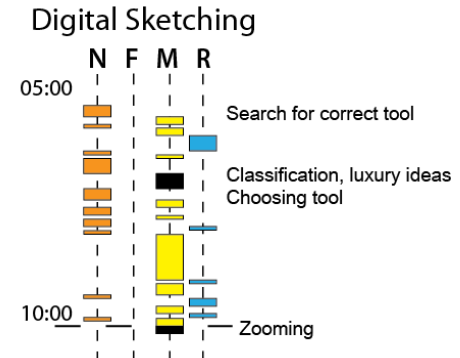 Digital Sketching
N F M R
05:00
Search for correct tool
Classification, luxury ideas
Choosing tool
10:00
Zooming